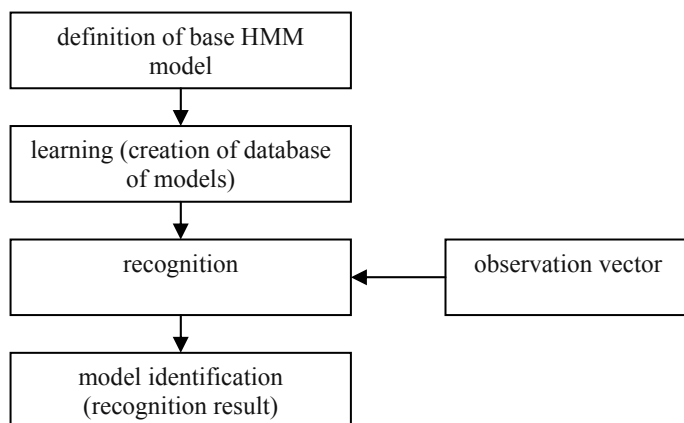 definition of base HMM
model
learning (creation of database
of models)
recognition
observation vector
model identification
(recognition result)